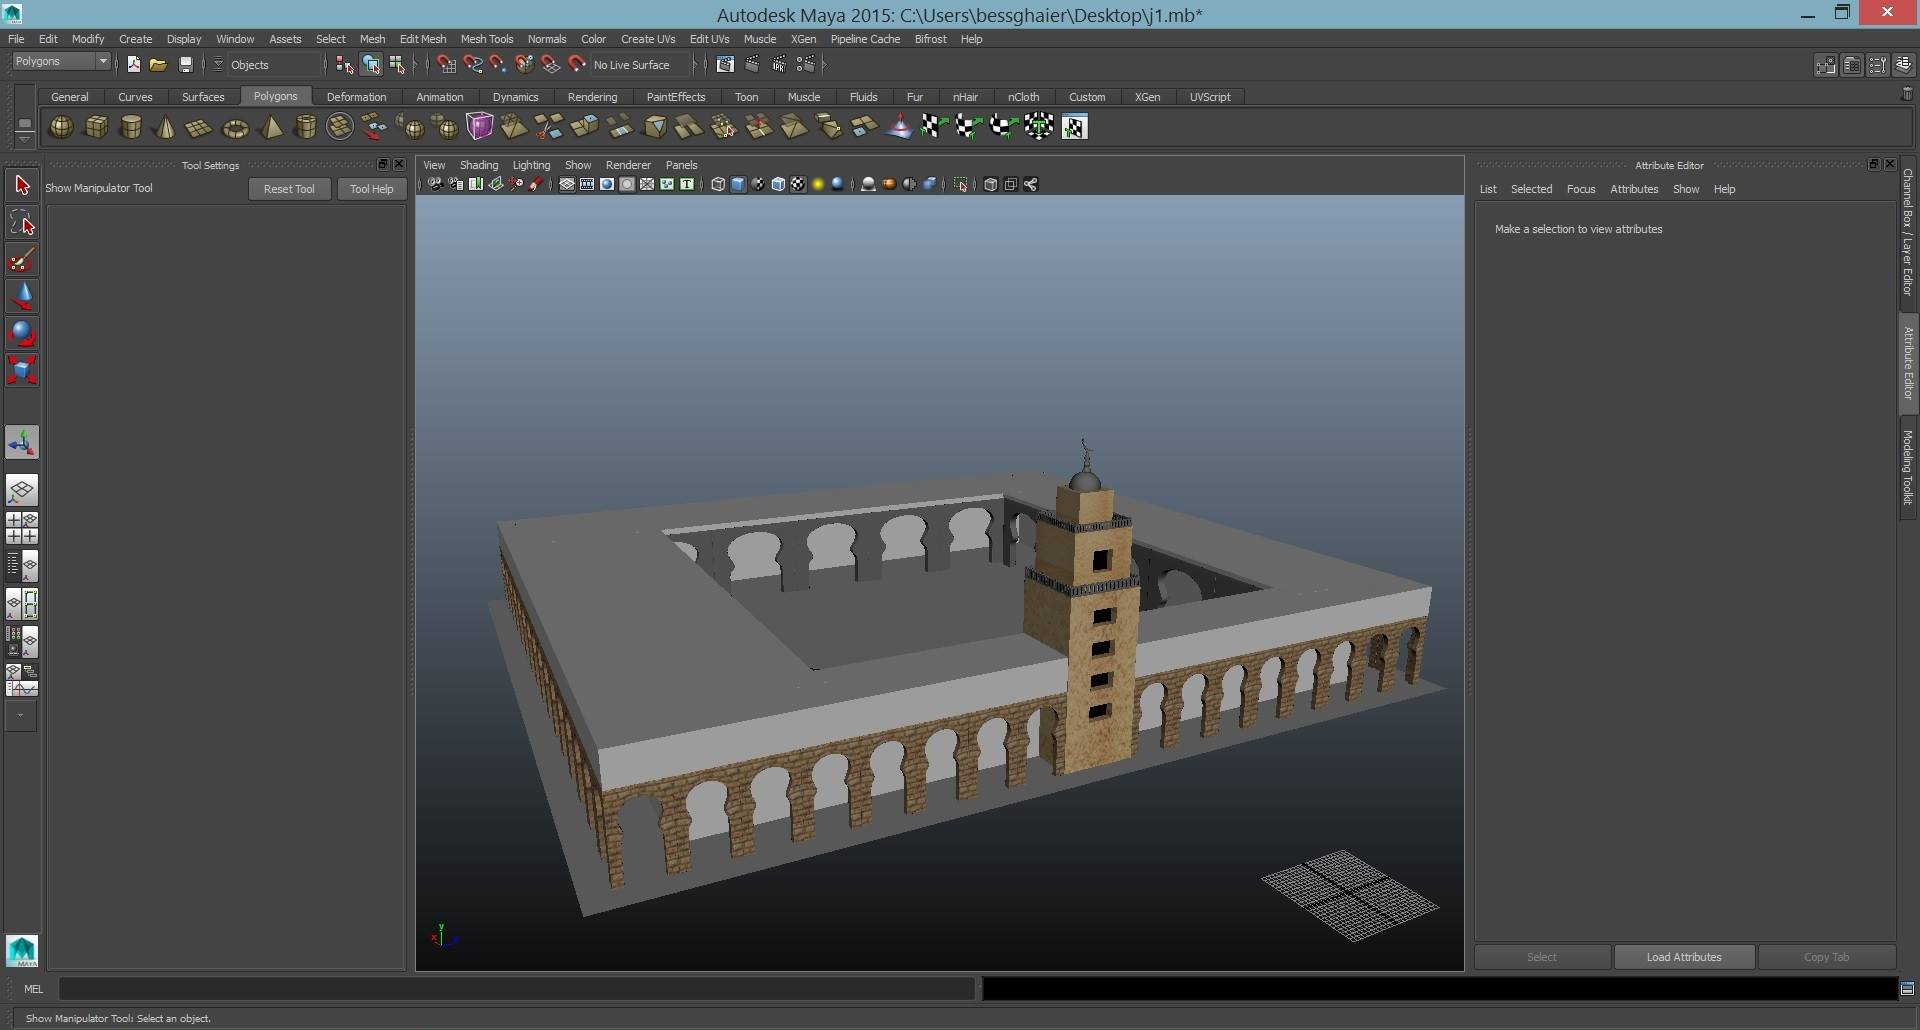 Autodesk Maya 2015: C:\Users\bessghaier\Desktop\j1.mb*
File Edit Modify Create Display Window Assets Select Mesh Edit Mesh Mesh Tools Normals Color Create UVs Edit UVs Muscle XGen Pipeline Cache Bifrost Help
Polygons Objects No Live Surface
General Curves Surfaces Polygons Deformation Animation Dynamics Rendering PaintEffects Toon Muscle Fluids Fur nHair nCloth Custom XGen UVScript
Tool Settings
Show Manipulator Tool Reset Tool Tool Help
View Shading Lighting Show Renderer Panels
Attribute Editor
List Selected Focus Attributes Show Help
Make a selection to view attributes
Channel Box / Layer Editor
Attribute Editor
Modeling Toolkit
y
x
Select Load Attributes Copy Tab
MAYA
MEL
Show Manipulator Tool: Select an object.